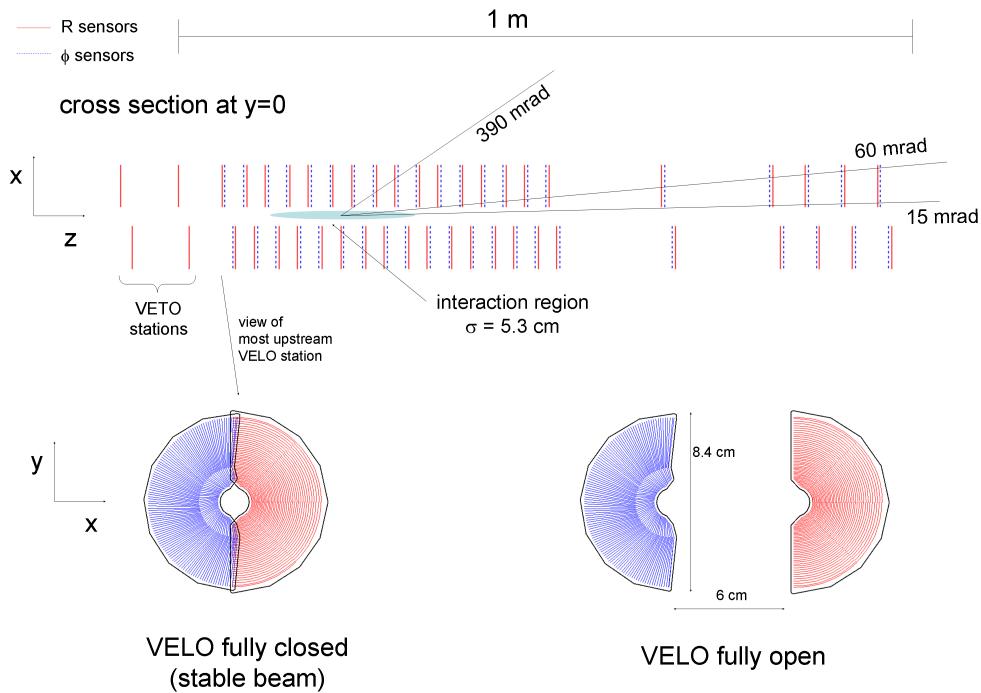 R sensors
ϕ sensors
1 m
cross section at y=0
390 mrad
60 mrad
15 mrad
x
z
VETO
stations
interaction region
σ = 5.3 cm
view of
most upstream
VELO station
y
x
8.4 cm
6 cm
VELO fully closed
(stable beam)
VELO fully open